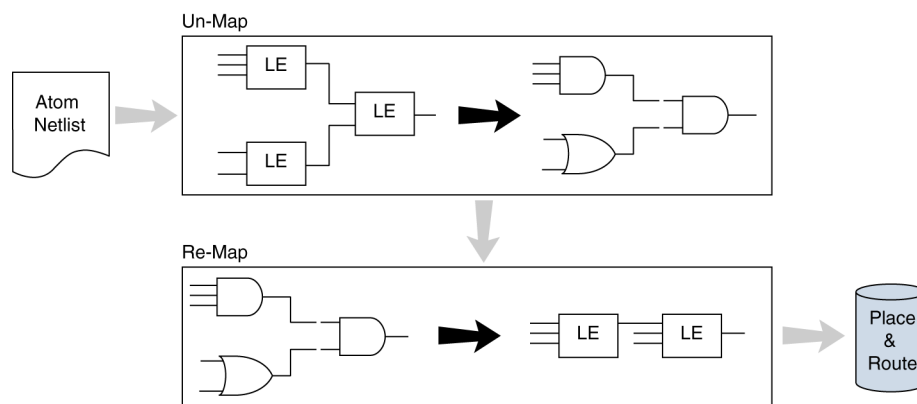 Un-Map
LE
LE
LE
Atom
Netlist
Re-Map
LE
LE
Place
&
Route